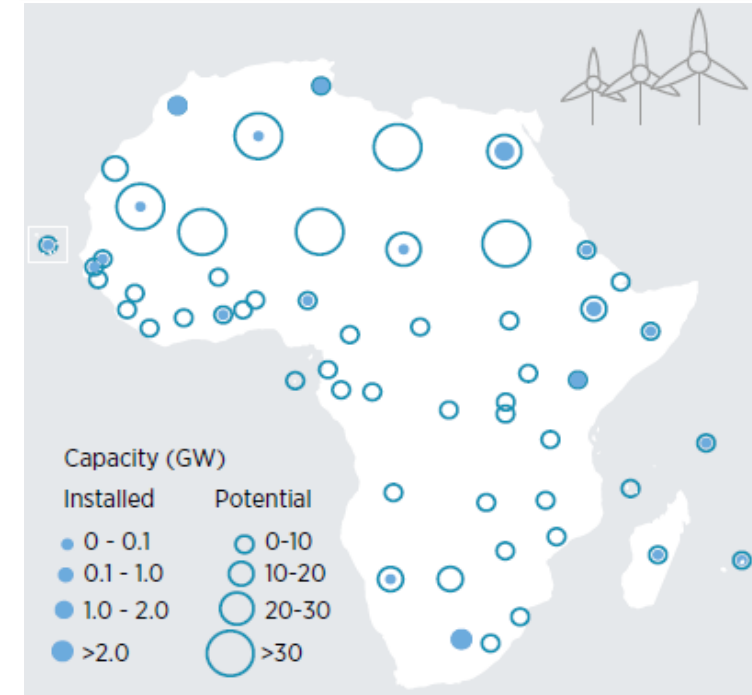 Capacity (GW)
Installed Potential
0 - 0.1 0-10
0.1 - 1.0 10-20
1.0 - 2.0 20-30
>2.0 >30